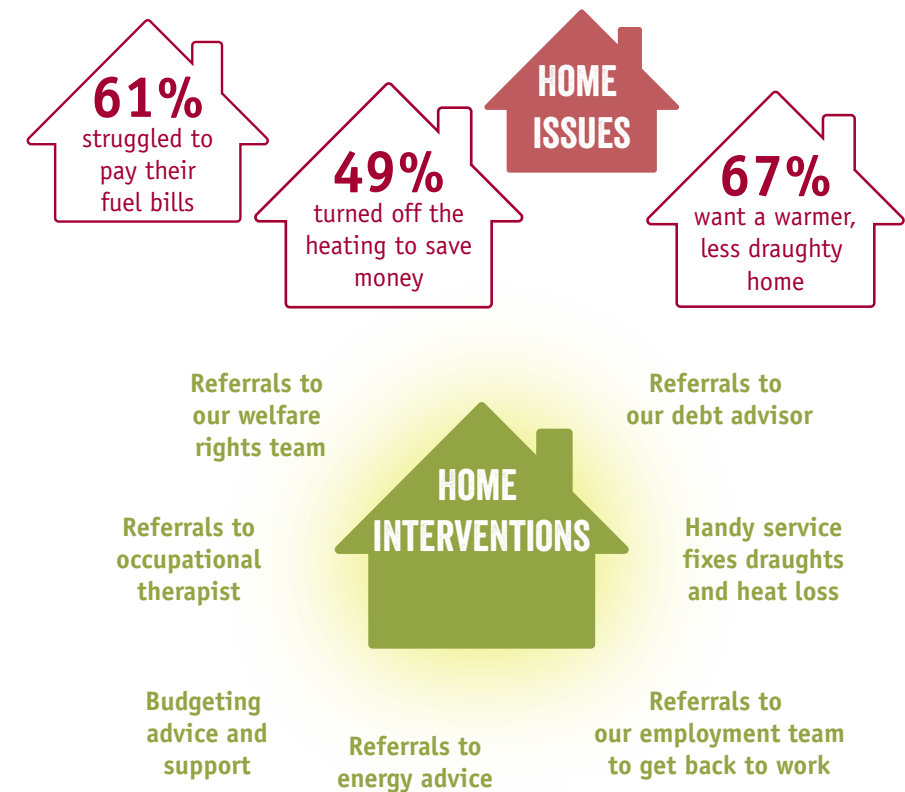 61%
struggled to
pay their
fuel bills
49%
turned off the
heating to save
money
HOME
ISSUES
67%
want a warmer,
less draughty
home
Referrals to
our welfare
rights team
Referrals to
our debt advisor
HOME
INTERVENTIONS
Referrals to
occupational
therapist
Handy service
fixes draughts
and heat loss
Budgeting
advice and
support
Referrals to
energy advice
Referrals to
our employment team
to get back to work